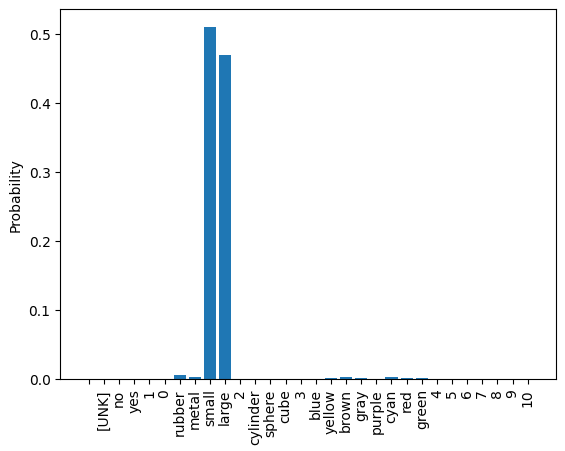 Probability
0.5
0.4
0.3
0.2
0.1
0.0
[UNK]
no
yes
1
0
rubber
metal
small
large
2
cylinder
sphere
cube
3
blue
yellow
brown
gray
purple
cyan
red
green
4
5
6
7
8
9
10